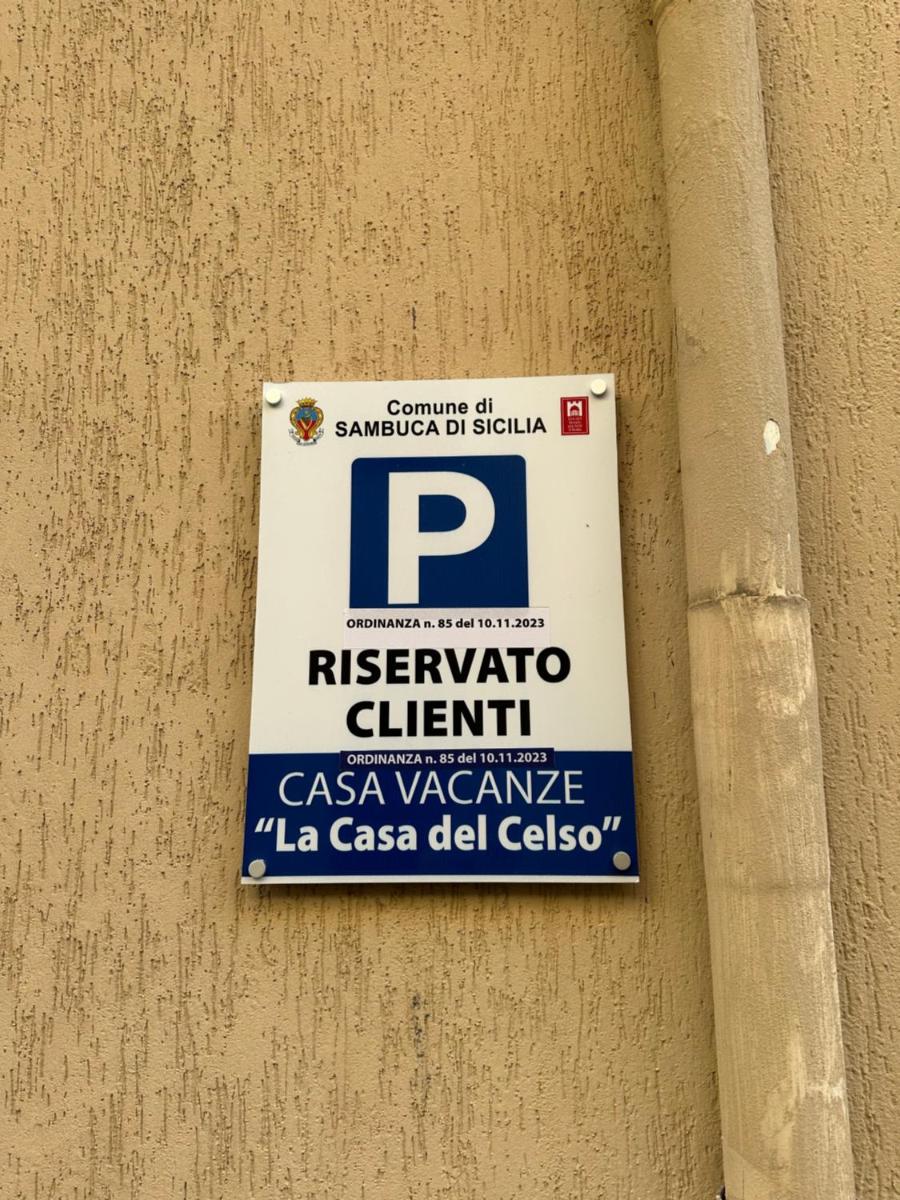 Comune di
SAMBUCA DI SICILIA
P
ORDINANZA n. 85 del 10.11.2023
RISERVATO
CLIENTI
ORDINANZA n. 85 del 10.11.2023
CASA VACANZE
“La Casa del Celso”